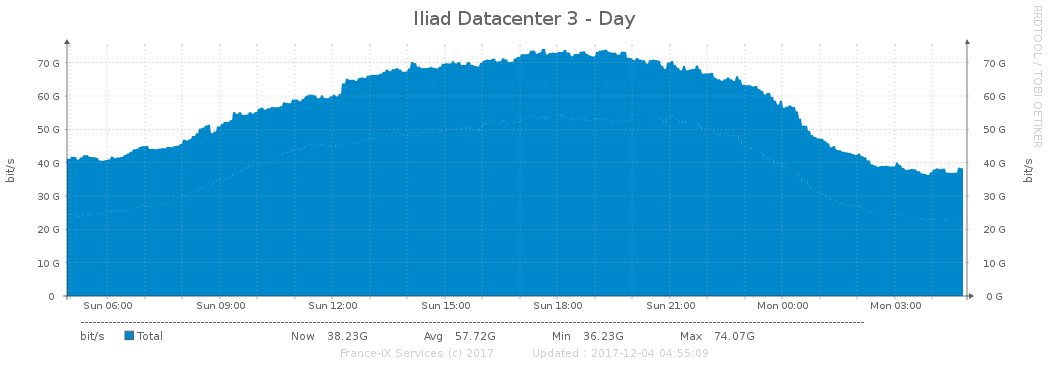 Iliad Datacenter 3 - Day
RRDTOOL / TOBI OETIKER
bit/s
bit/s
70 G 70 G
60 G 60 G
50 G 50 G
40 G 40 G
30 G 30 G
20 G 20 G
10 G 10 G
0 0 G
Sun 06:00 Sun 09:00 Sun 12:00 Sun 15:00 Sun 18:00 Sun 21:00 Mon 00:00 Mon 03:00
bit/s Total Now 38.23G Avg 57.72G Min 36.23G Max 74.07G
France-IX Services (c) 2017 Updated : 2017-12-04 04:55:09